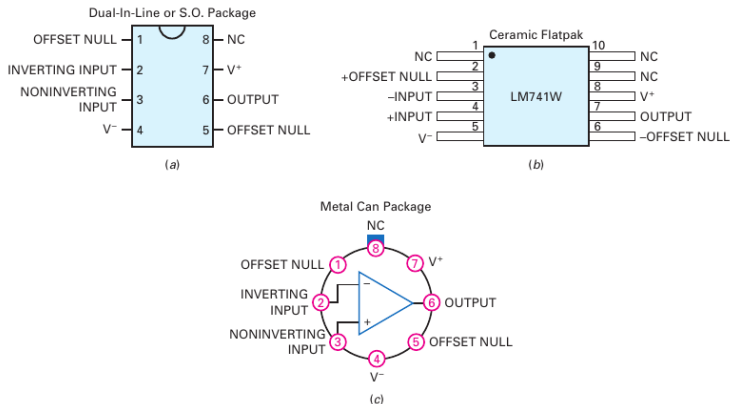 Dual-In-Line or S.O. Package
OFFSET NULL 1 8 NC
INVERTING INPUT 2 7 V+
NONINVERTING
INPUT 3 6 OUTPUT
V− 4 5 OFFSET NULL
(a)
Ceramic Flatpak
NC 1 10 NC
+OFFSET NULL 2 9 NC
−INPUT 3 LM741W 8 V+
+INPUT 4 7 OUTPUT
V− 5 6 −OFFSET NULL
(b)
Metal Can Package
NC
8
OFFSET NULL 1 7 V+
INVERTING
INPUT 2 − 6 OUTPUT
NONINVERTING
INPUT 3 + 5 OFFSET NULL
4
V−
(c)